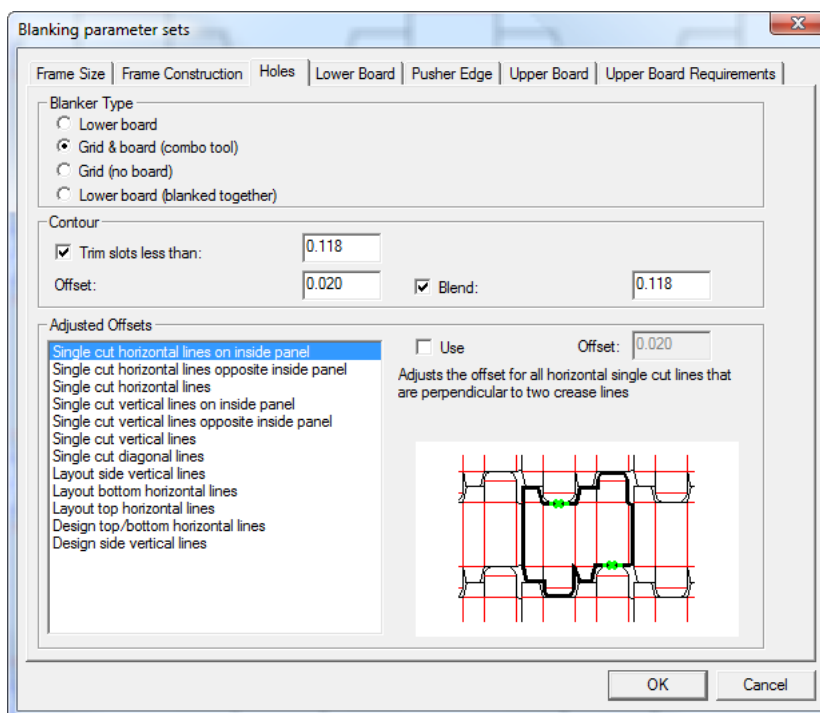 Blanking parameter sets
Frame Size Frame Construction Holes Lower Board Pusher Edge Upper Board Upper Board Requirements
Blanker Type
Lower board
Grid & board (combo tool)
Grid (no board)
Lower board (blanked together)
Contour
Trim slots less than: 0.118
Offset: 0.020 Blend: 0.118
Adjusted Offsets
Single cut horizontal lines on inside panel
Single cut horizontal lines opposite inside panel
Single cut horizontal lines
Single cut vertical lines on inside panel
Single cut vertical lines opposite inside panel
Single cut vertical lines
Single cut diagonal lines
Layout side vertical lines
Layout bottom horizontal lines
Layout top horizontal lines
Design top/bottom horizontal lines
Design side vertical lines
Use Offset: 0.020
Adjusts the offset for all horizontal single cut lines that
are perpendicular to two crease lines
OK Cancel